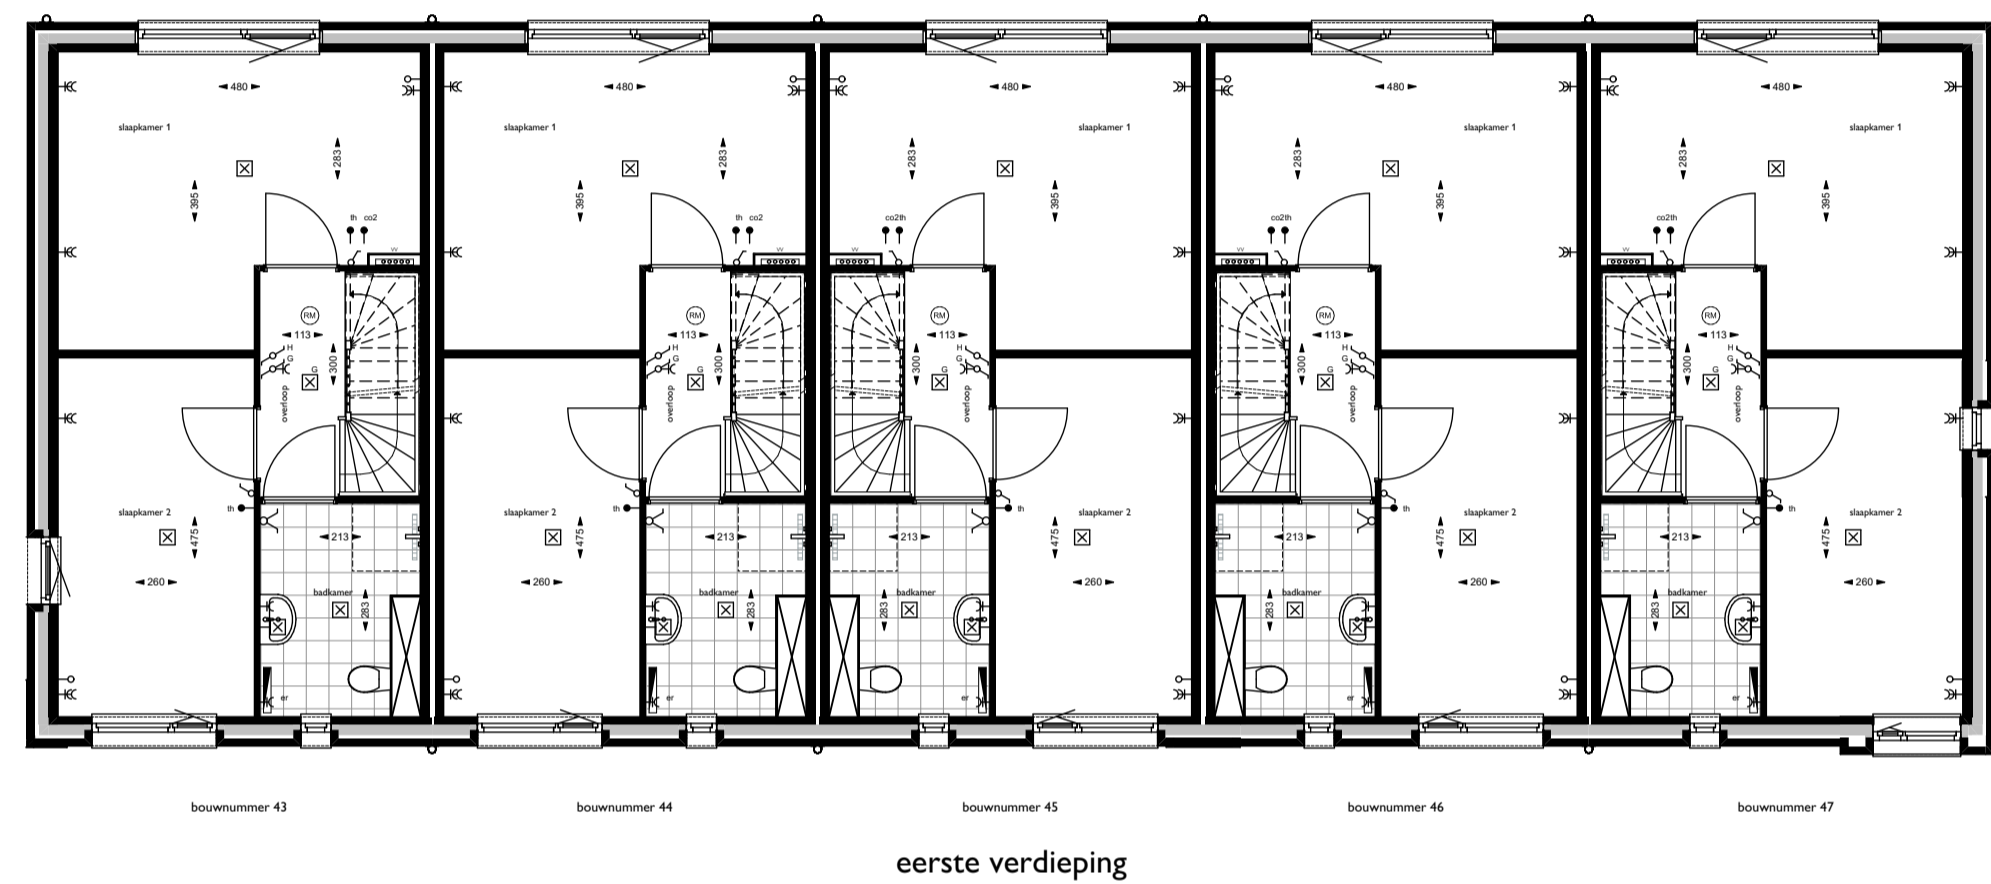 480
480
480
480
480
slaapkamer 1
slaapkamer 1
slaapkamer 1
slaapkamer 1
slaapkamer 1
283
283
283
283
283
395
395
395
395
395
th co2
th co2
co2th
co2th
co2th
vv
vv
vv
vv
vv
RM
RM
RM
RM
RM
113
113
113
113
113
H
H
H
H
H
G
G
G
G
G
300
300
300
300
300
G
G
G
G
G
overloop
overloop
overloop
overloop
overloop
th
th
th
th
th
slaapkamer 2
slaapkamer 2
slaapkamer 2
slaapkamer 2
slaapkamer 2
475
213
475
213
213
475
213
475
213
475
260
260
260
260
260
badkamer
badkamer
badkamer
badkamer
badkamer
283
283
283
283
283
er
er
er
er
er
bouwnummer 43
bouwnummer 44
bouwnummer 45
bouwnummer 46
bouwnummer 47
eerste verdieping